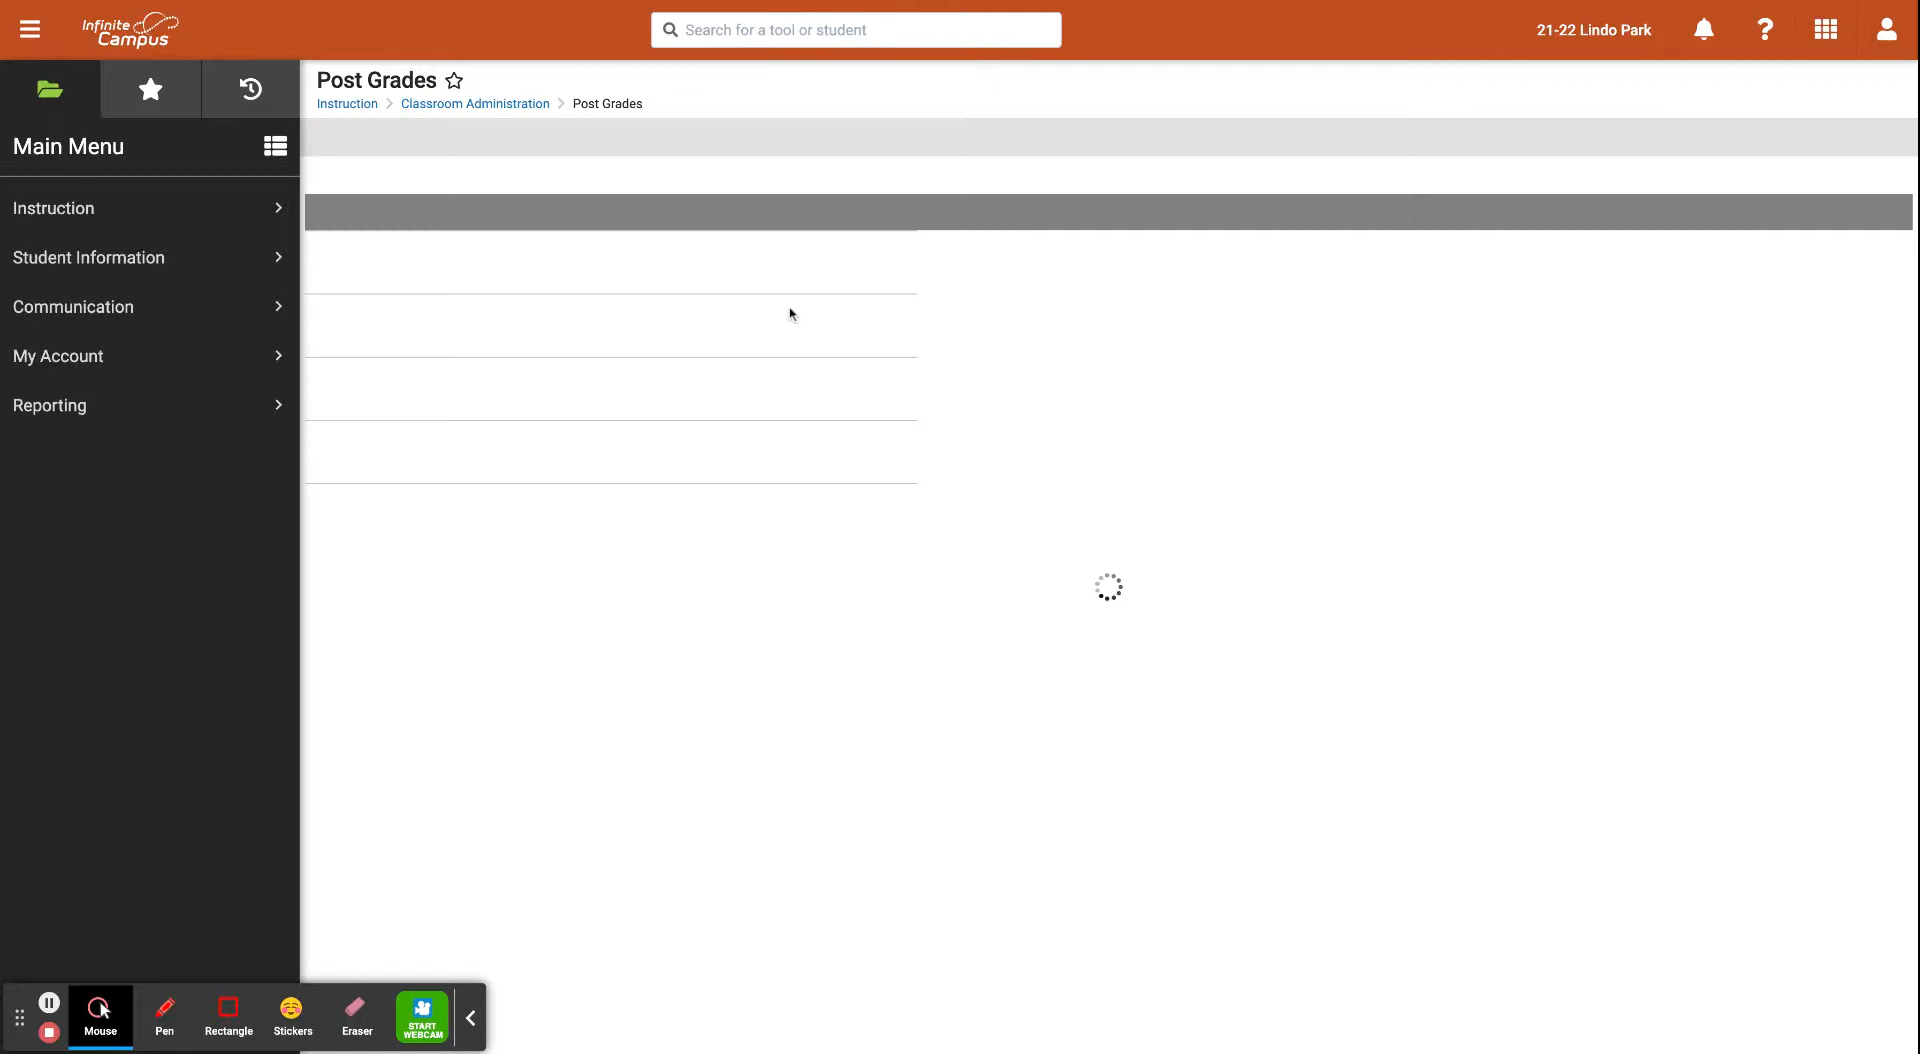 Infinite
Campus
Search for a tool or student
21-22 Lindo Park
Post Grades
Instruction > Classroom Administration > Post Grades
Main Menu
Instruction
Student Information
Communication
My Account
Reporting
Mouse
Pen
Rectangle
Stickers
Eraser
START
WEBCAM